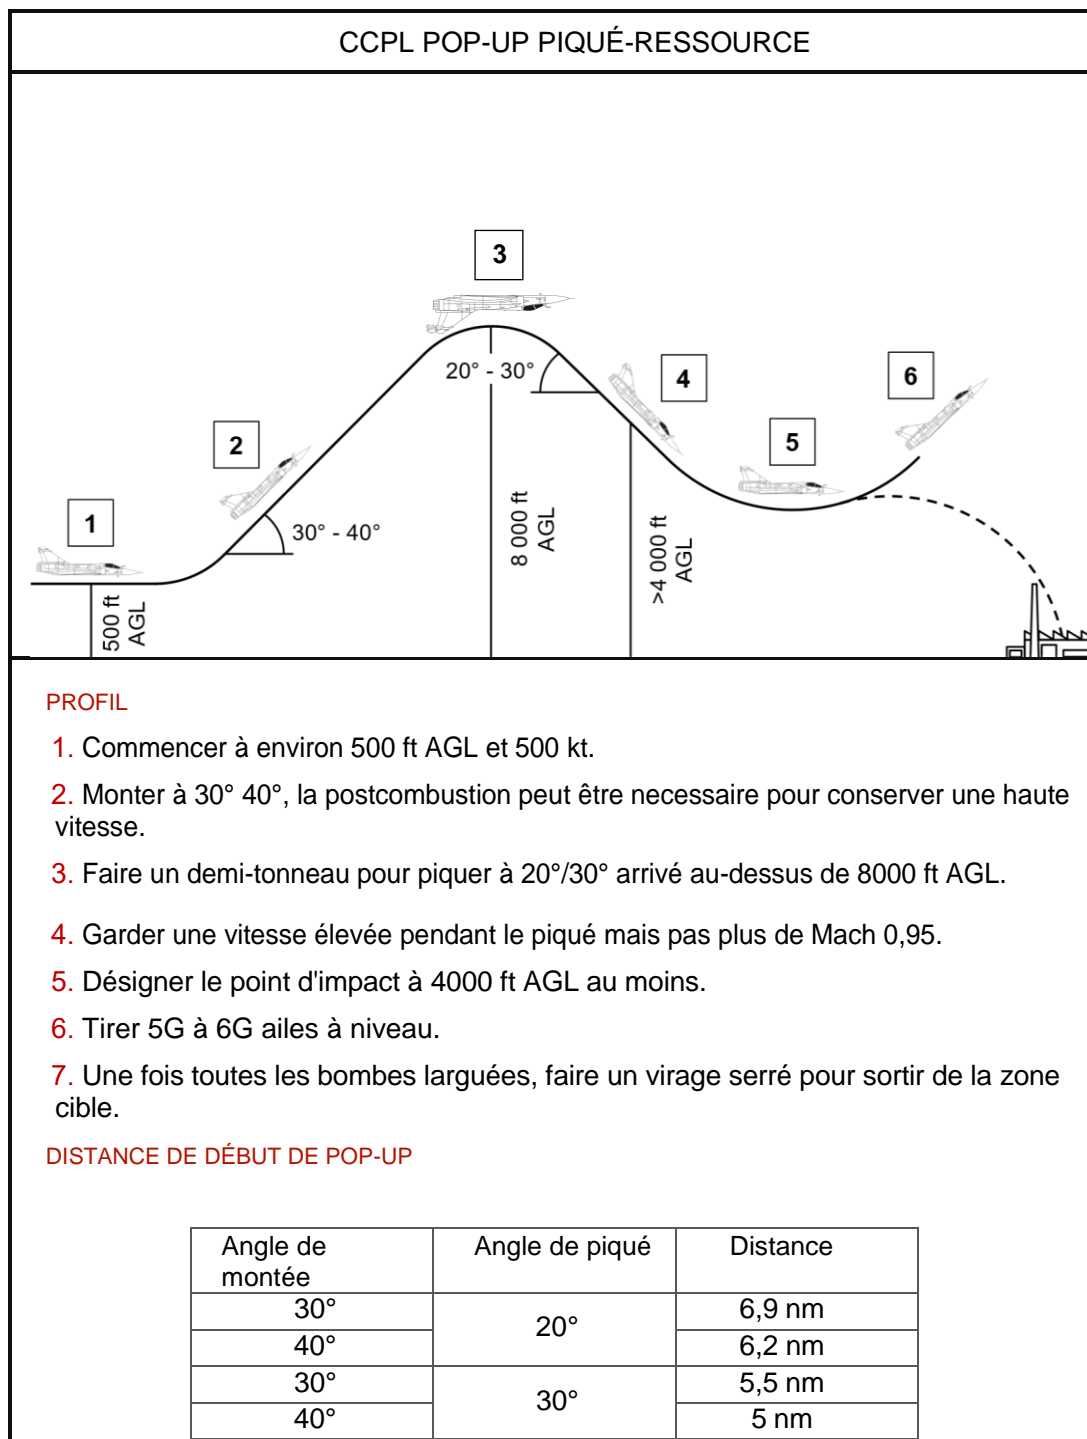 CCPL POP-UP PIQUÉ-RESSOURCE
3
20° - 30°
4
6
2
5
1
30° - 40°
8 000 ft
AGL
>4 000 ft
AGL
500 ft
AGL
PROFIL
1. Commencer à environ 500 ft AGL et 500 kt.
2. Monter à 30° 40°, la postcombustion peut être necessaire pour conserver une haute
vitesse.
3. Faire un demi-tonneau pour piquer à 20°/30° arrivé au-dessus de 8000 ft AGL.
4. Garder une vitesse élevée pendant le piqué mais pas plus de Mach 0,95.
5. Désigner le point d'impact à 4000 ft AGL au moins.
6. Tirer 5G à 6G ailes à niveau.
7. Une fois toutes les bombes larguées, faire un virage serré pour sortir de la zone
cible.
DISTANCE DE DÉBUT DE POP-UP
Angle de
montée
Angle de piqué
Distance
30°
20°
6,9 nm
40°
6,2 nm
30°
30°
5,5 nm
40°
5 nm